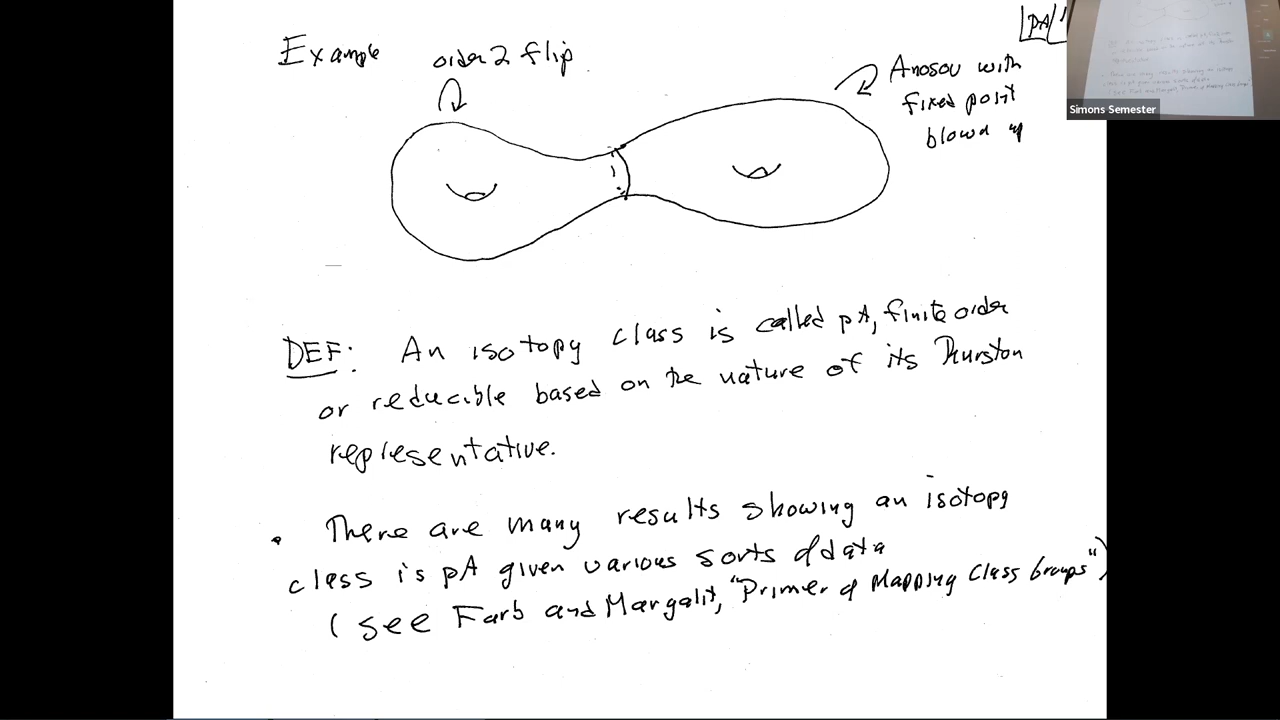 pA/
Example order 2 flip
Anosov with
fixed point
blown up
Simons Semester
DEF: An isotopy class is called pA, finite order
or reducible based on the nature of its Thurston
representative.
• There are many results showing an isotopy
class is pA given various sorts of data
(see Farb and Margalit, "Primer of Mapping Class Groups")